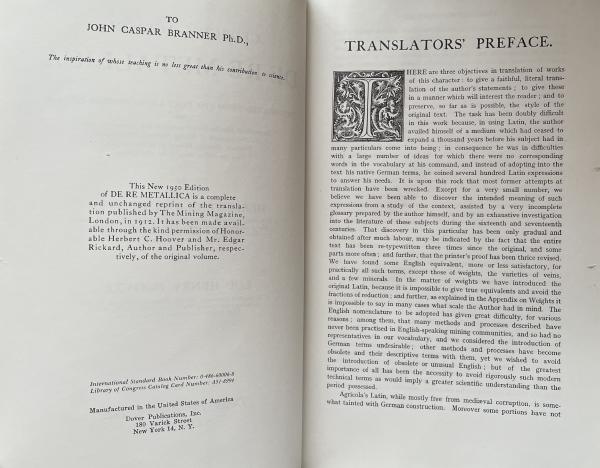 TO
JOHN CASPAR BRANNER Ph.D.,
The inspiration of whose teaching is no less great than his contribution to science.
This New 1950 Edition
of DE RE METALLICA is a complete
and unchanged reprint of the transla-
tion published by The Mining Magazine,
London, in 1912. It has been made avail-
able through the kind permission of Honor-
able Herbert C. Hoover and Mr. Edgar
Rickard, Author and Publisher, respec-
tively, of the original volume.
International Standard Book Number: 0-486-60006-8
Library of Congress Catalog Card Number: A51-8994
Manufactured in the United States of America
Dover Publications, Inc.
180 Varick Street
New York 14, N. Y.
TRANSLATORS' PREFACE.
THERE are three objectives in translation of works
of this character: to give a faithful, literal trans-
lation of the author's statements; to give these
in a manner which will interest the reader; and to
preserve, so far as is possible, the style of the
original text. The task has been doubly difficult
in this work because, in using Latin, the author
availed himself of a medium which had ceased to
expand a thousand years before his subject had in
many particulars come into being; in consequence he was in difficulties
with a large number of ideas for which there were no corresponding
words in the vocabulary at his command, and instead of adopting into the
text his native German terms, he coined several hundred Latin expressions
to answer his needs. It is upon this rock that most former attempts at
translation have been wrecked. Except for a very small number, we
believe we have been able to discover the intended meaning of such
expressions from a study of the context, assisted by a very incomplete
glossary prepared by the author himself, and by an exhaustive investigation
into the literature of these subjects during the sixteenth and seventeenth
centuries. That discovery in this particular has been only gradual and
obtained after much labour, may be indicated by the fact that the entire
text has been re-typewritten three times since the original, and some
parts more often; and further, that the printer's proof has been thrice revised.
We have found some English equivalent, more or less satisfactory, for
practically all such terms, except those of weights, the varieties of veins,
and a few minerals. In the matter of weights we have introduced the
original Latin, because it is impossible to give true equivalents and avoid the
fractions of reduction; and further, as explained in the Appendix on Weights it
is impossible to say in many cases what scale the Author had in mind. The
English nomenclature to be adopted has given great difficulty, for various
reasons; among them, that many methods and processes described have
never been practised in English-speaking mining communities, and so had no
representatives in our vocabulary, and we considered the introduction of
German terms undesirable; other methods and processes have become
obsolete and their descriptive terms with them, yet we wished to avoid
the introduction of obsolete or unusual English; but of the greatest
importance of all has been the necessity to avoid rigorously such modern
technical terms as would imply a greater scientific understanding than the
period possessed.
Agricola's Latin, while mostly free from mediæval corruption, is some-
what tainted with German construction. Moreover some portions have not